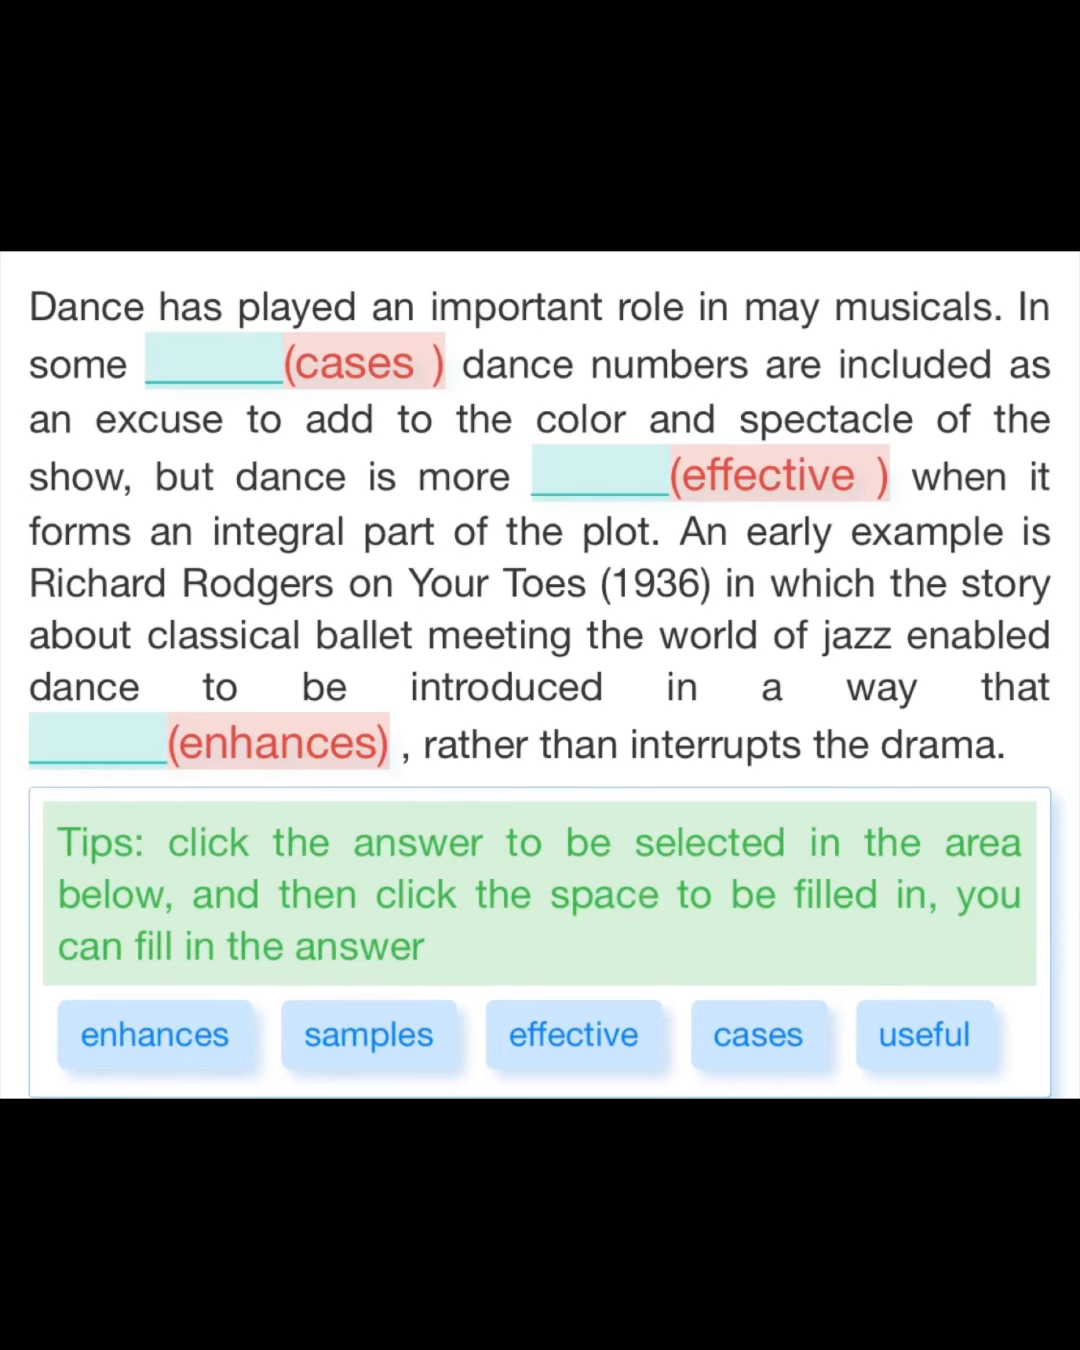 Dance has played an important role in may musicals. In
some (cases ) dance numbers are included as
an excuse to add to the color and spectacle of the
show, but dance is more (effective ) when it
forms an integral part of the plot. An early example is
Richard Rodgers on Your Toes (1936) in which the story
about classical ballet meeting the world of jazz enabled
dance to be introduced in a way that
(enhances) , rather than interrupts the drama.
Tips: click the answer to be selected in the area
below, and then click the space to be filled in, you
can fill in the answer
enhances samples effective cases useful